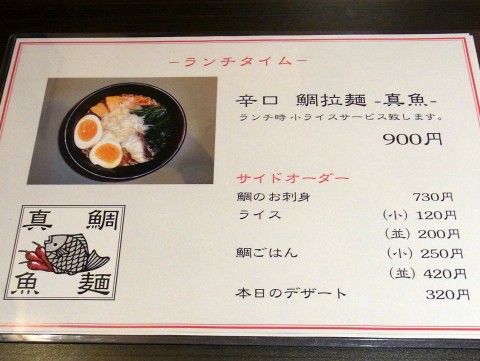 －ランチタイム－
辛口 鯛拉麺 -真魚-
ランチ時 小ライスサービス致します。
900円
サイドオーダー
鯛のお刺身 730円
ライス (小) 120円
(並) 200円
鯛ごはん (小) 250円
(並) 420円
本日のデザート 320円
真 鯛
魚 麺